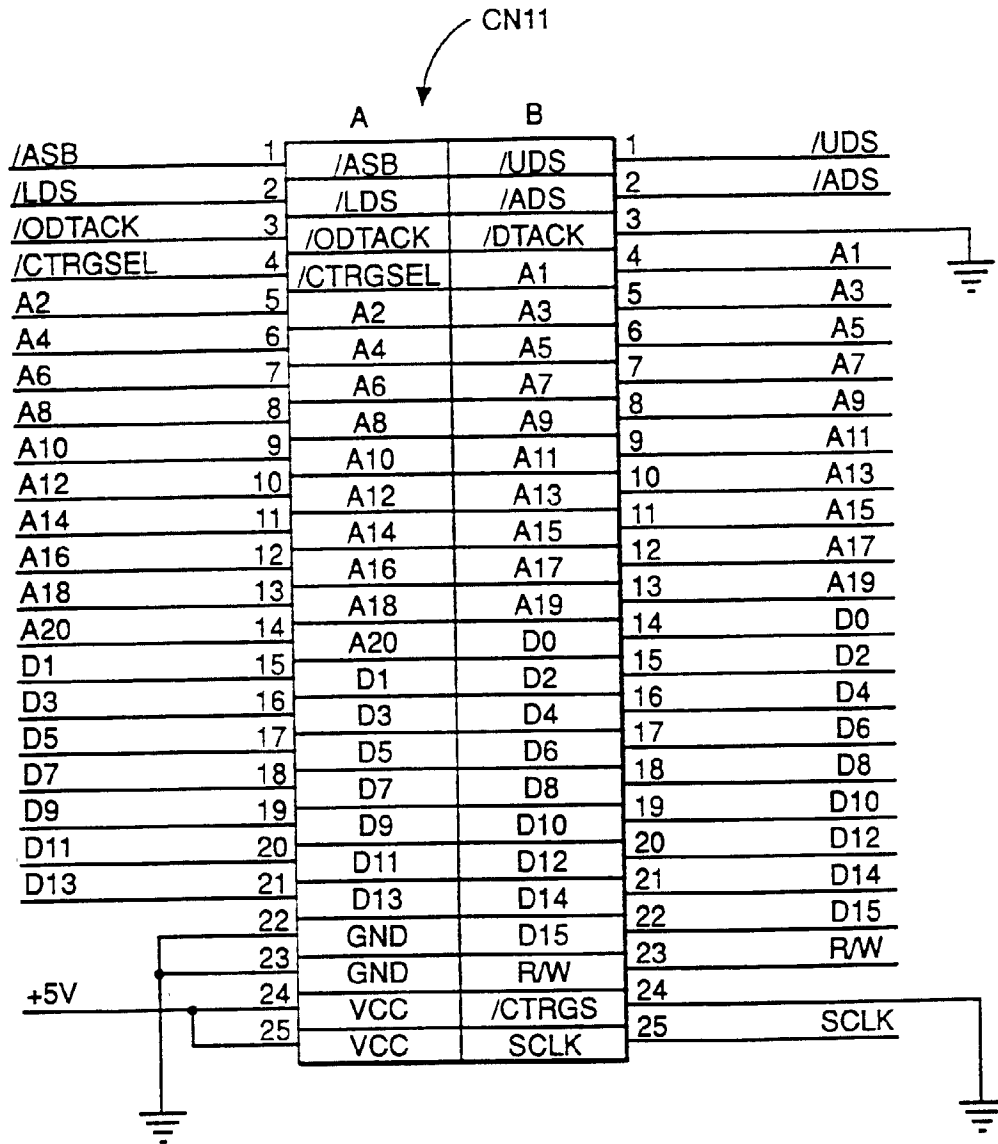 CN11
A B
/ASB 1 /ASB /UDS 1 /UDS
/LDS 2 /LDS /ADS 2 /ADS
/ODTACK 3 /ODTACK /DTACK 3
/CTRGSEL 4 /CTRGSEL A1 4 A1
A2 5 A2 A3 5 A3
A4 6 A4 A5 6 A5
A6 7 A6 A7 7 A7
A8 8 A8 A9 8 A9
A10 9 A10 A11 9 A11
A12 10 A12 A13 10 A13
A14 11 A14 A15 11 A15
A16 12 A16 A17 12 A17
A18 13 A18 A19 13 A19
A20 14 A20 D0 14 D0
D1 15 D1 D2 15 D2
D3 16 D3 D4 16 D4
D5 17 D5 D6 17 D6
D7 18 D7 D8 18 D8
D9 19 D9 D10 19 D10
D11 20 D11 D12 20 D12
D13 21 D13 D14 21 D14
22 GND D15 22 D15
23 GND R/W 23 R/W
+5V 24 VCC /CTRGS 24
25 VCC SCLK 25 SCLK